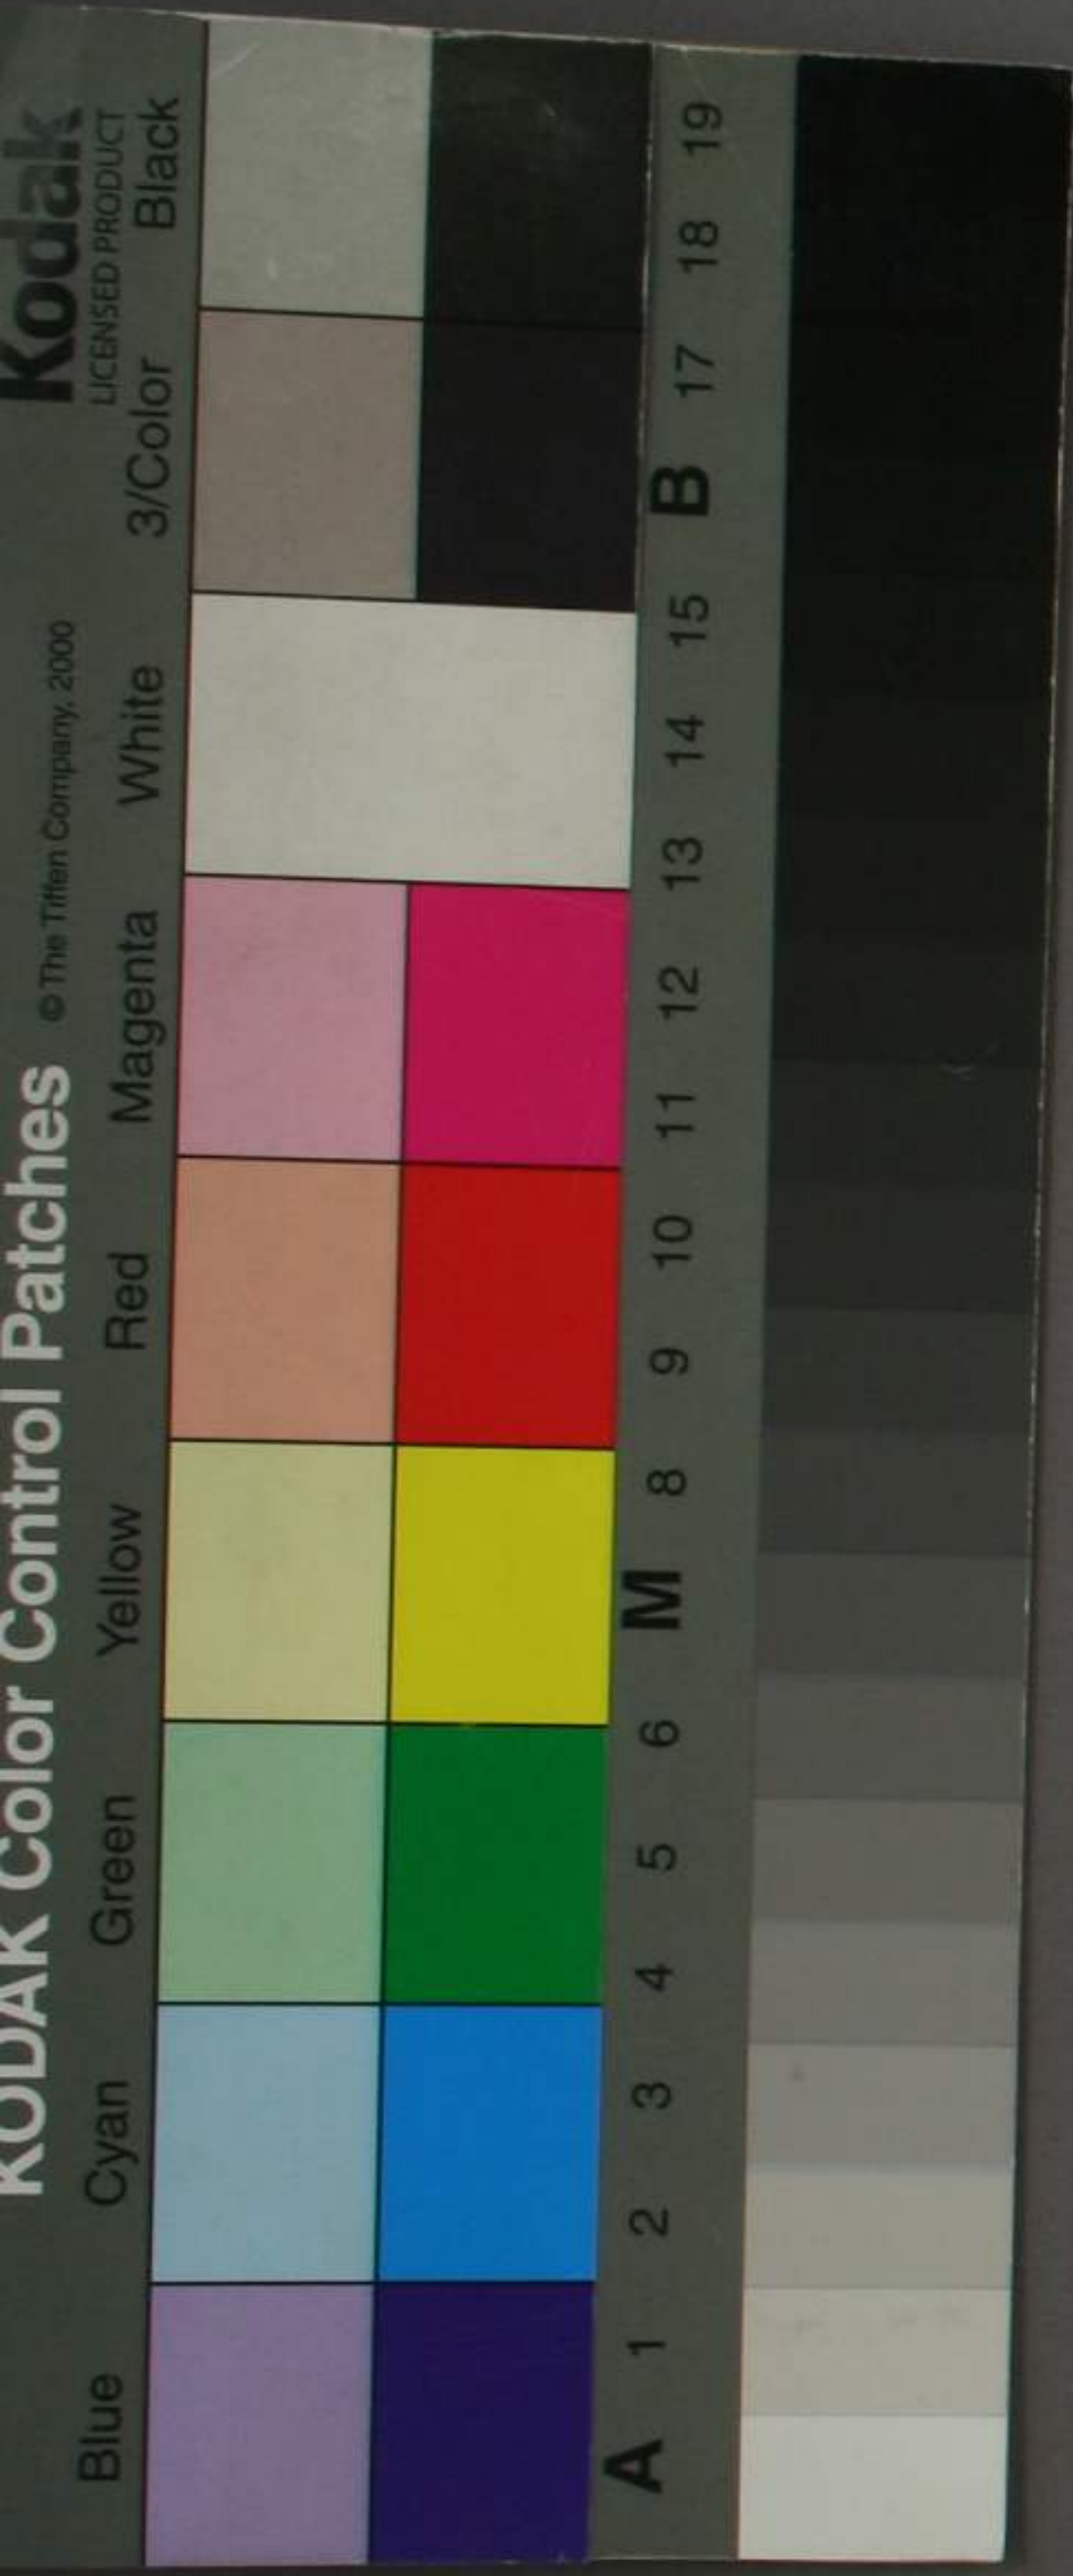 KODAK Color Control Patches © The Tiffen Company, 2000 Kodak
LICENSED PRODUCT
Blue Cyan Green Yellow Red Magenta White 3/Color Black
A 1 2 3 4 5 6 M 8 9 10 11 12 13 14 15 B 17 18 19